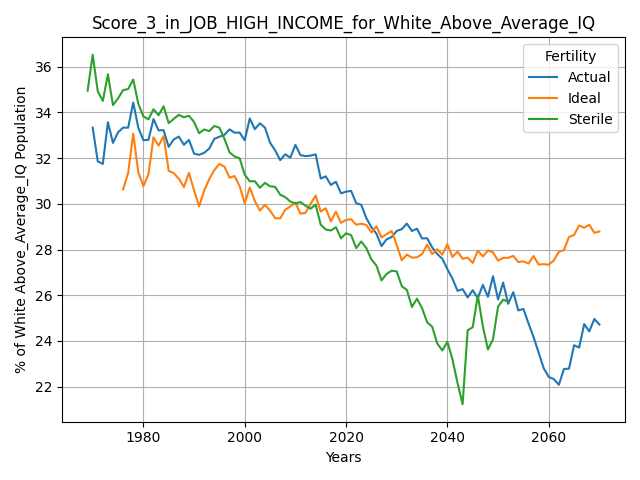 Score_3_in_JOB_HIGH_INCOME_for_White_Above_Average_IQ
Fertility
Actual
Ideal
Sterile
% of White Above_Average_IQ Population
36
34
32
30
28
26
24
22
1980
2000
2020
2040
2060
Years